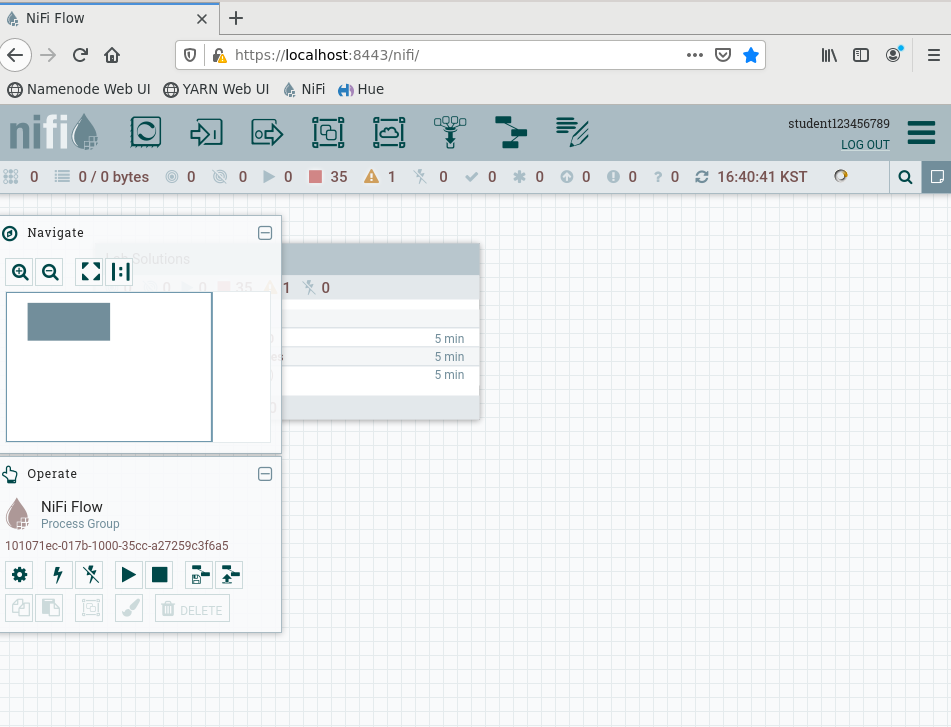 NiFi Flow
https://localhost:8443/nifi/
Namenode Web UI YARN Web UI NiFi Hue
nifi
student123456789
LOG OUT
0 0 / 0 bytes 0 0 0 35 1 0 0 0 0 0 ? 0 16:40:41 KST
Navigate
Solutions
0 0 35 1 0
5 min
5 min
5 min
0
Operate
NiFi Flow
Process Group
101071ec-017b-1000-35cc-a27259c3f6a5
DELETE